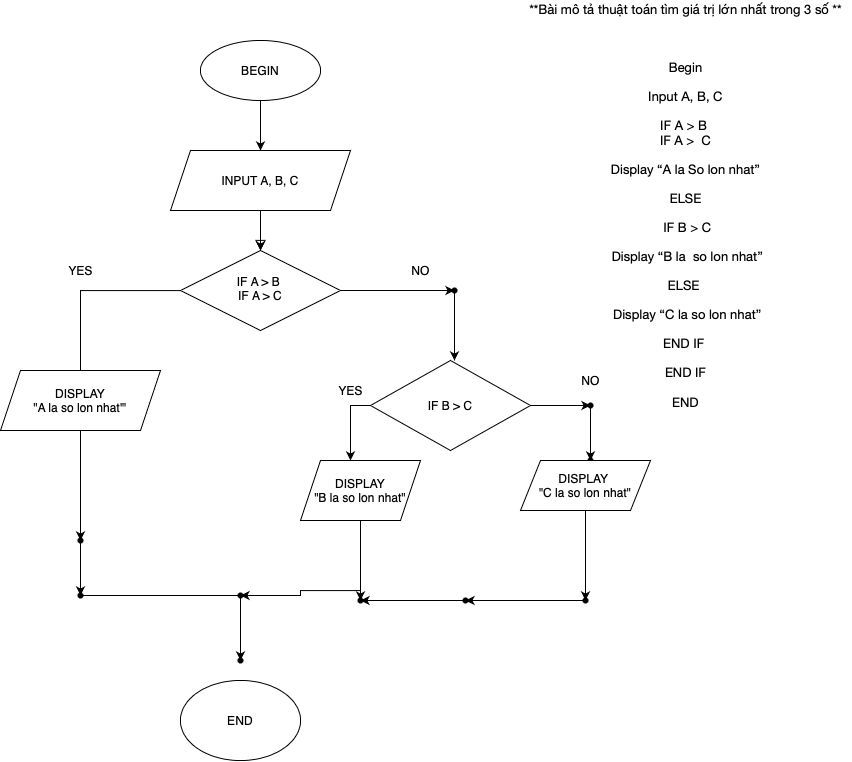 **Bài mô tả thuật toán tìm giá trị lớn nhất trong 3 số **
BEGIN
INPUT A, B, C
IF A > B
IF A > C
YES
NO
DISPLAY
"A la so lon nhat'"
IF B > C
YES
NO
DISPLAY
"B la so lon nhat"
DISPLAY
"C la so lon nhat"
END
Begin
Input A, B, C
IF A > B
IF A >  C
Display “A la So lon nhat”
ELSE
IF B > C
Display “B la  so lon nhat”
ELSE
Display “C la so lon nhat”
END IF
END IF
END